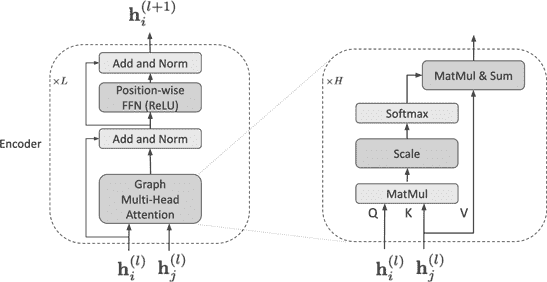 h_i^{(l+1)}
×L
Add and Norm
Position-wise
FFN (ReLU)
Add and Norm
Encoder
Graph
Multi-Head
Attention
h_i^{(l)} h_j^{(l)}
×H
MatMul & Sum
Softmax
Scale
MatMul
Q K V
h_i^{(l)} h_j^{(l)}